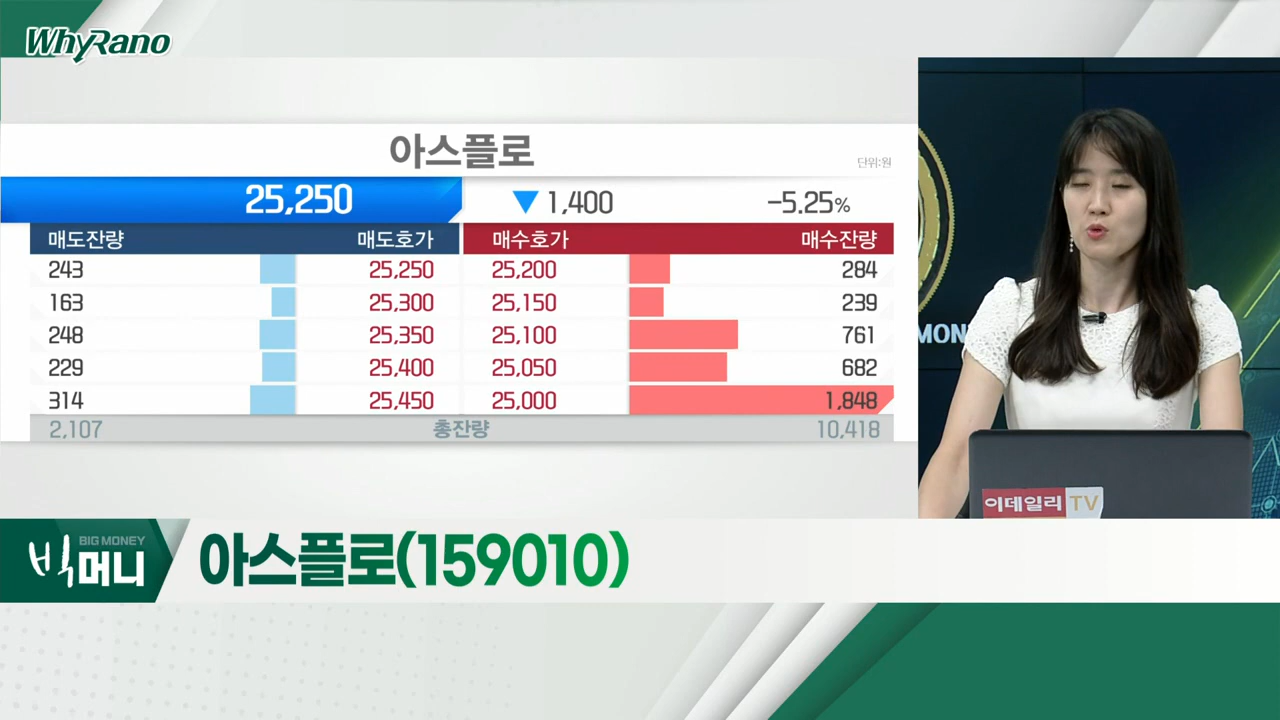 WhyRano
아스플로
단위:원
25,250 ▼ 1,400 -5.25%
매도잔량 매도호가 매수호가 매수잔량
243 25,250 25,200 284
163 25,300 25,150 239
248 25,350 25,100 761
229 25,400 25,050 682
314 25,450 25,000 1,848
2,107 총잔량 10,418
MON
이데일리 TV
BIG MONEY
빅머니
아스플로(159010)